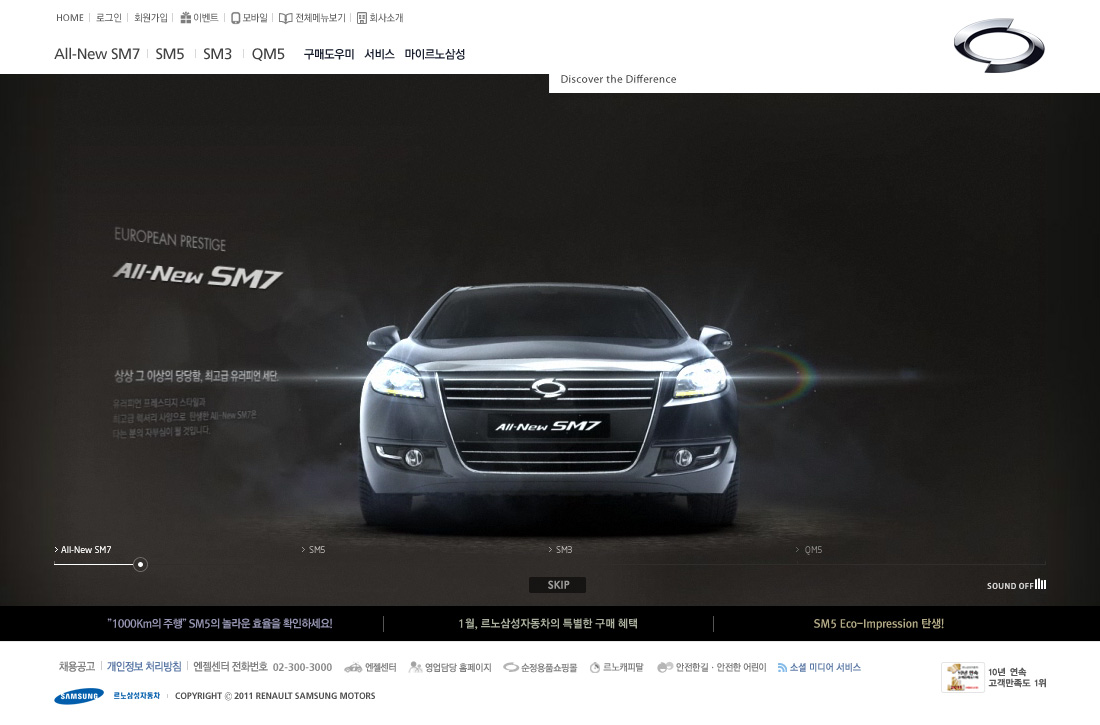 HOME 로그인 회원가입 이벤트 모바일 전체메뉴보기 회사소개
All-New SM7 SM5 SM3 QM5 구매도우미 서비스 마이르노삼성
Discover the Difference
EUROPEAN PRESTIGE
All-New SM7
상상 그 이상의 당당함, 최고급 유러피언 세단.
유러피언 프레스티지 스타일과
최고급 럭셔리 사양으로 탄생한 All-New SM7은
다는 분의 자부심이 될 것입니다.
All-New SM7
All-New SM7 SM5 SM3 QM5
SKIP
SOUND OFF
"1000Km의 주행" SM5의 놀라운 효율을 확인하세요! 1월, 르노삼성자동차의 특별한 구매 혜택 SM5 Eco-Impression 탄생!
채용공고 개인정보 처리방침 엔젤센터 전화번호 02-300-3000 엔젤센터 영업담당 홈페이지 순정용품쇼핑몰 르노캐피탈 안전한길 · 안전한 어린이 소셜 미디어 서비스
10년 연속
고객만족도 1위
SAMSUNG 르노삼성자동차 COPYRIGHT © 2011 RENAULT SAMSUNG MOTORS